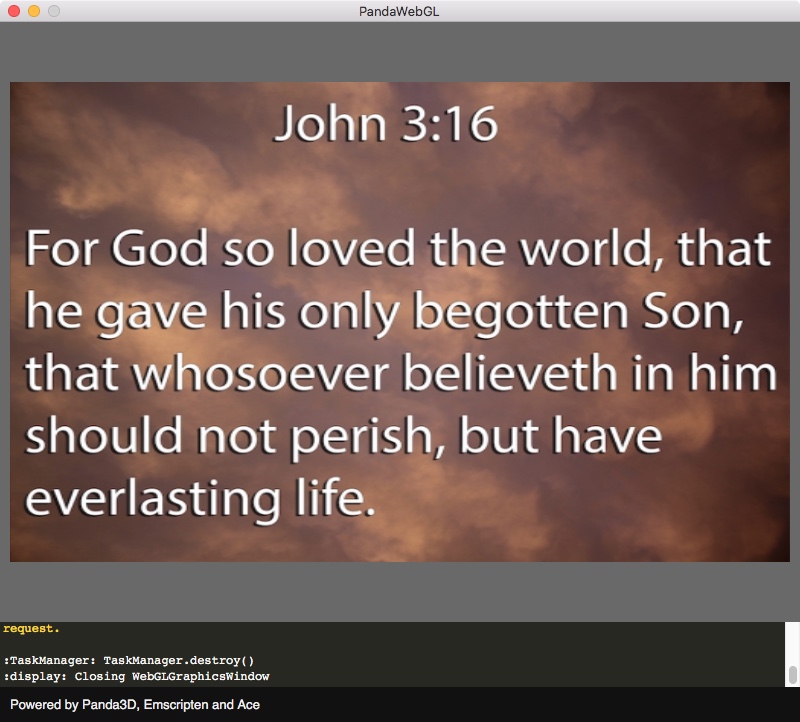 PandaWebGL
John 3:16
For God so loved the world, that
he gave his only begotten Son,
that whosoever believeth in him
should not perish, but have
everlasting life.
request.
:TaskManager: TaskManager.destroy()
:display: Closing WebGLGraphicsWindow
Powered by Panda3D, Emscripten and Ace